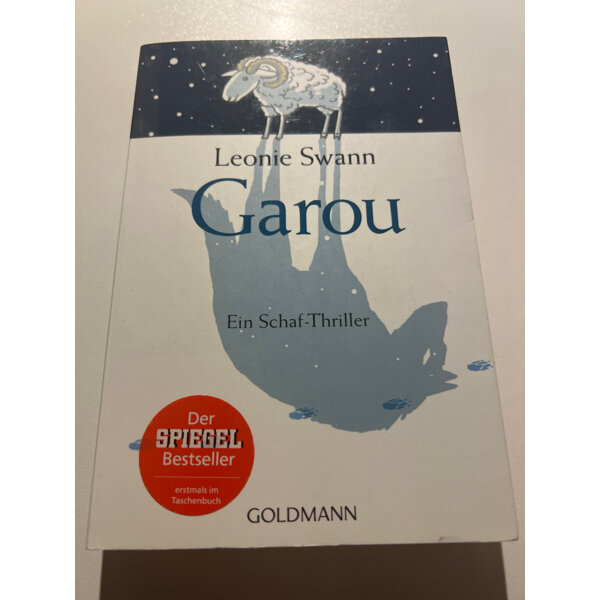 Leonie Swann
Garou
Ein Schaf-Thriller
Der
SPIEGEL
Bestseller
erstmals im
Taschenbuch
GOLDMANN